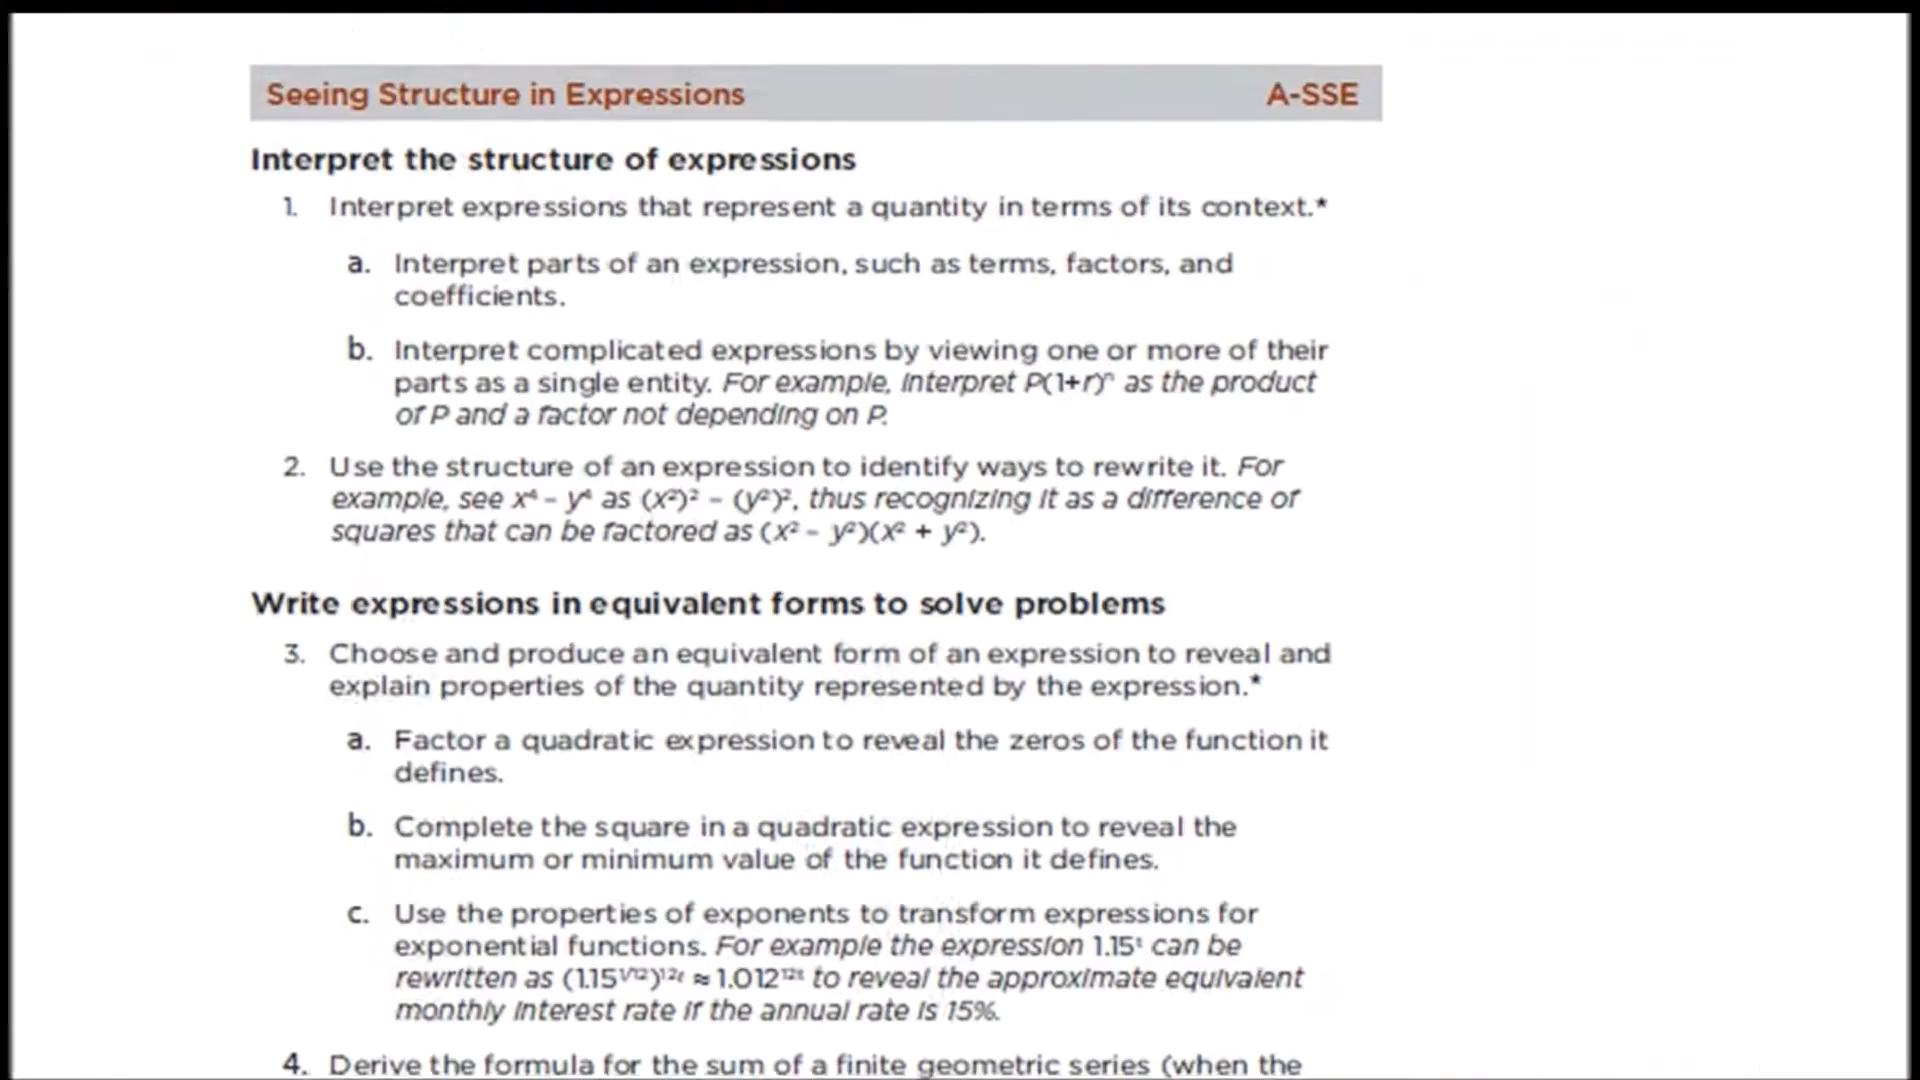 Seeing Structure in Expressions A-SSE
Interpret the structure of expressions
1. Interpret expressions that represent a quantity in terms of its context.*
a. Interpret parts of an expression, such as terms, factors, and
coefficients.
b. Interpret complicated expressions by viewing one or more of their
parts as a single entity. For example, interpret P(1+r)ⁿ as the product
of P and a factor not depending on P.
2. Use the structure of an expression to identify ways to rewrite it. For
example, see x⁴ – y⁴ as (x²)² – (y²)², thus recognizing it as a difference of
squares that can be factored as (x² – y²)(x² + y²).
Write expressions in equivalent forms to solve problems
3. Choose and produce an equivalent form of an expression to reveal and
explain properties of the quantity represented by the expression.*
a. Factor a quadratic expression to reveal the zeros of the function it
defines.
b. Complete the square in a quadratic expression to reveal the
maximum or minimum value of the function it defines.
c. Use the properties of exponents to transform expressions for
exponential functions. For example the expression 1.15ᵗ can be
rewritten as (1.15¹/¹²)¹²ᵗ ≈ 1.012¹²ᵗ to reveal the approximate equivalent
monthly interest rate if the annual rate is 15%.
4. Derive the formula for the sum of a finite geometric series (when the